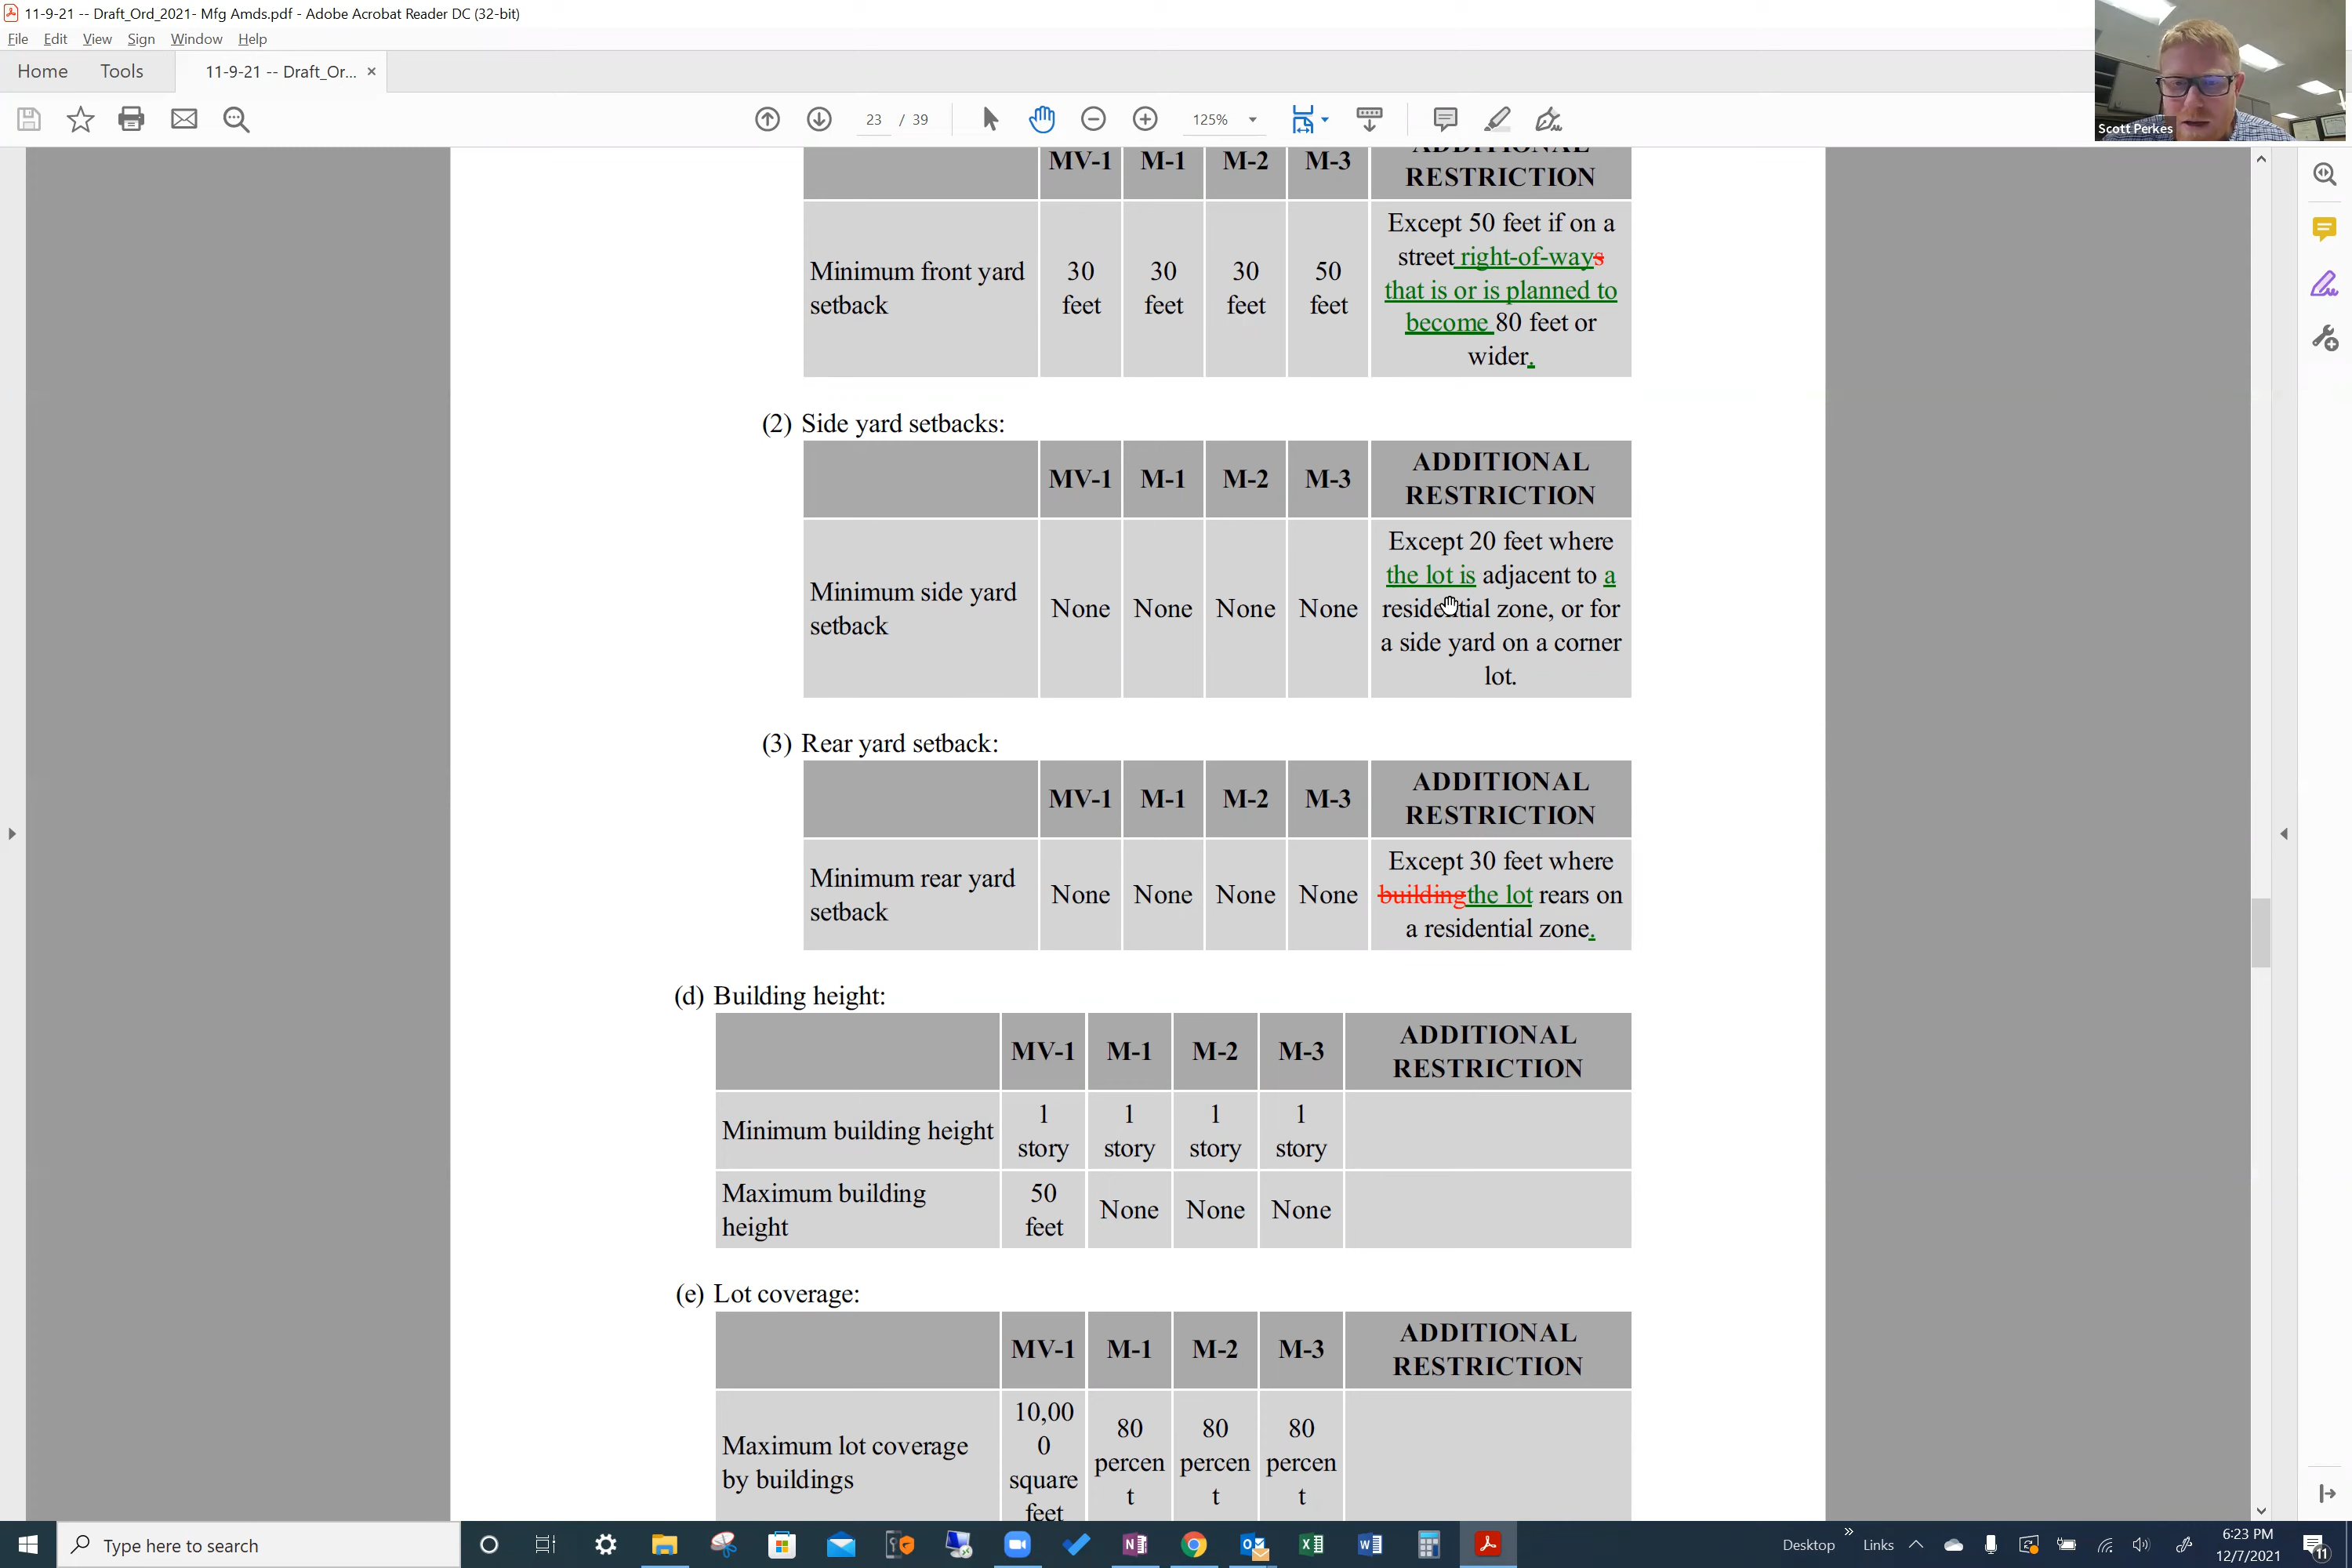 11-9-21 -- Draft_Ord_2021- Mfg Amds.pdf - Adobe Acrobat Reader DC (32-bit)
File Edit View Sign Window Help
Home Tools 11-9-21 -- Draft_Or... ×
23 / 39 125%
Scott Perkes
MV-1 M-1 M-2 M-3 ADDITIONAL
RESTRICTION
Minimum front yard
setback
30
feet
30
feet
30
feet
50
feet
Except 50 feet if on a
street right-of-ways
that is or is planned to
become 80 feet or
wider.
(2) Side yard setbacks:
MV-1 M-1 M-2 M-3 ADDITIONAL
RESTRICTION
Minimum side yard
setback
None None None None
Except 20 feet where
the lot is adjacent to a
residential zone, or for
a side yard on a corner
lot.
(3) Rear yard setback:
MV-1 M-1 M-2 M-3 ADDITIONAL
RESTRICTION
Minimum rear yard
setback
None None None None
Except 30 feet where
buildingthe lot rears on
a residential zone.
(d) Building height:
MV-1 M-1 M-2 M-3 ADDITIONAL
RESTRICTION
Minimum building height
1
story
1
story
1
story
1
story
Maximum building
height
50
feet
None None None
(e) Lot coverage:
MV-1 M-1 M-2 M-3 ADDITIONAL
RESTRICTION
Maximum lot coverage
by buildings
10,00
0
square
feet
80
percen
t
80
percen
t
80
percen
t
Type here to search
Desktop » Links
6:23 PM
12/7/2021
11